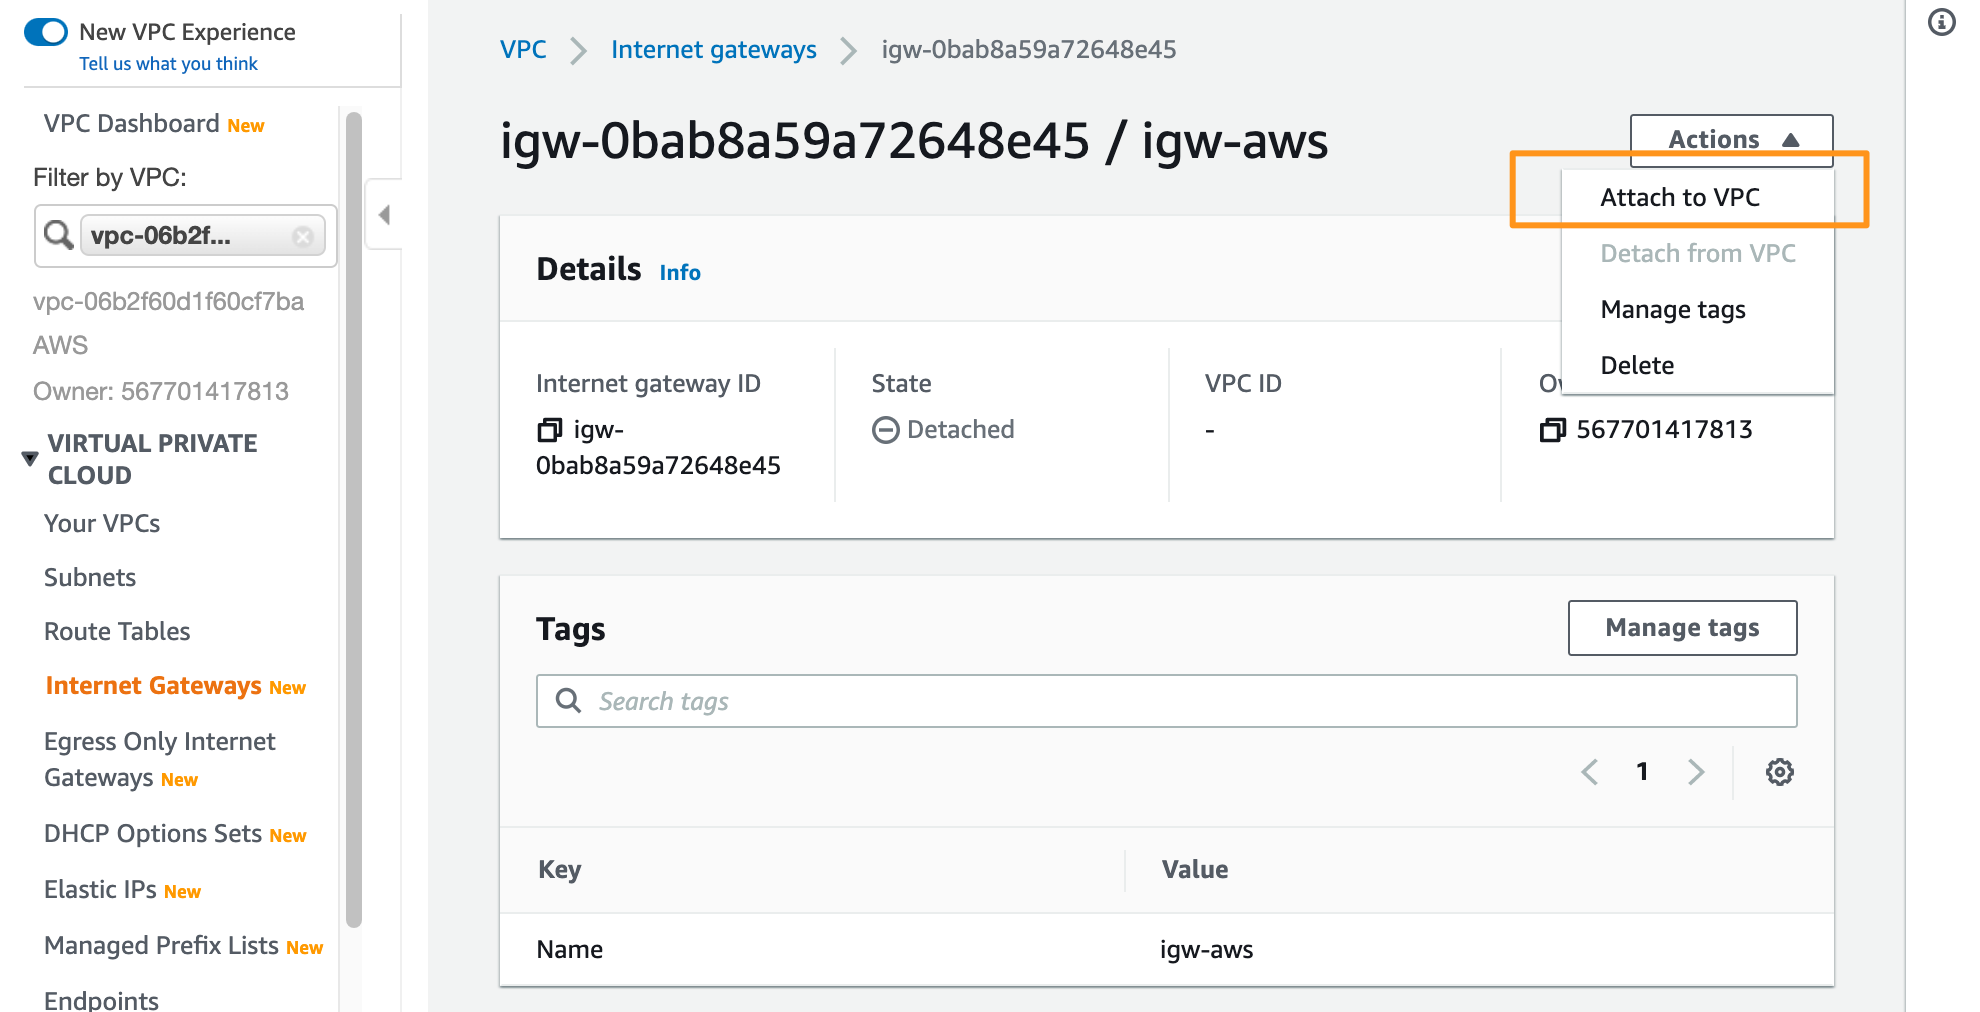 New VPC Experience
Tell us what you think
VPC Dashboard New
Filter by VPC:
vpc-06b2f...
vpc-06b2f60d1f60cf7ba
AWS
Owner: 567701417813
VIRTUAL PRIVATE
CLOUD
Your VPCs
Subnets
Route Tables
Internet Gateways New
Egress Only Internet
Gateways New
DHCP Options Sets New
Elastic IPs New
Managed Prefix Lists New
Endpoints
VPC > Internet gateways > igw-0bab8a59a72648e45
igw-0bab8a59a72648e45 / igw-aws
Actions
Attach to VPC
Detach from VPC
Manage tags
Delete
Details Info
Internet gateway ID
igw-
0bab8a59a72648e45
State
Detached
VPC ID
-
567701417813
Tags
Manage tags
Search tags
1
Key Value
Name igw-aws